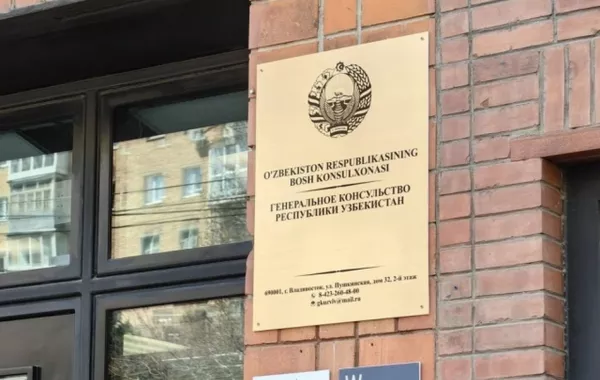 O'ZBEKISTON RESPUBLIKASINING
BOSH KONSULXONASI
ГЕНЕРАЛЬНОЕ КОНСУЛЬСТВО
РЕСПУБЛИКИ УЗБЕКИСТАН
690001, г. Владивосток, ул. Пушкинская, дом 32, 2-й этаж
8-423-260-48-00
gkuzvlv@mail.ru
W